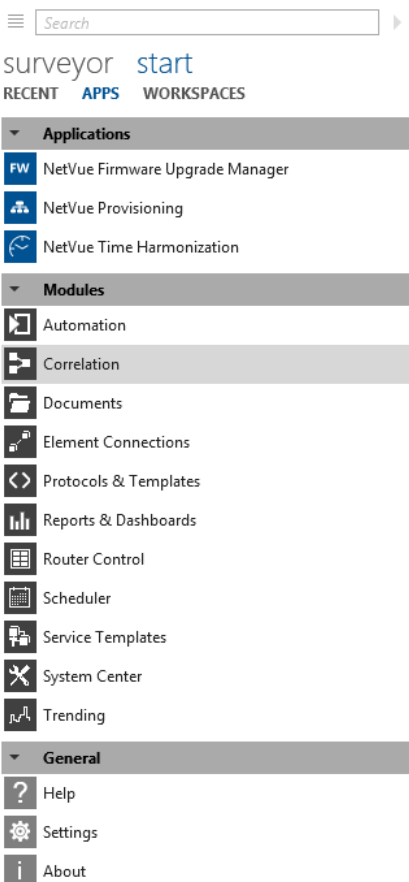 Search
surveyor start
RECENT APPS WORKSPACES
Applications
FW NetVue Firmware Upgrade Manager
NetVue Provisioning
NetVue Time Harmonization
Modules
Automation
Correlation
Documents
Element Connections
Protocols & Templates
Reports & Dashboards
Router Control
Scheduler
Service Templates
System Center
Trending
General
? Help
Settings
i About